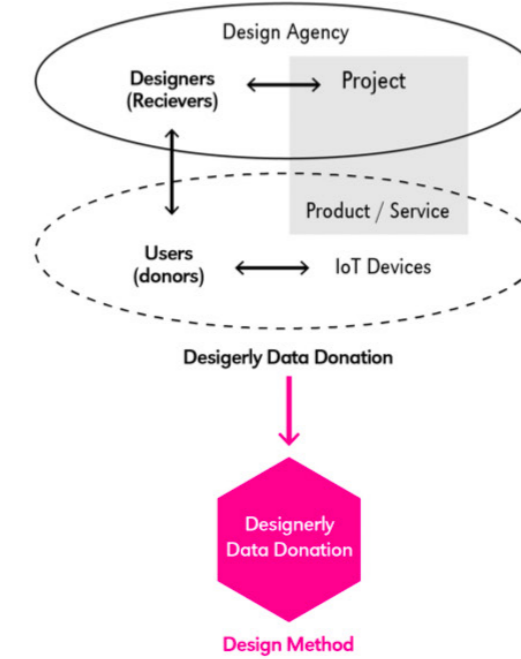 Design Agency
Designers
(Recievers)
Project
Product / Service
Users
(donors)
IoT Devices
Desigerly Data Donation
Designerly
Data Donation
Design Method